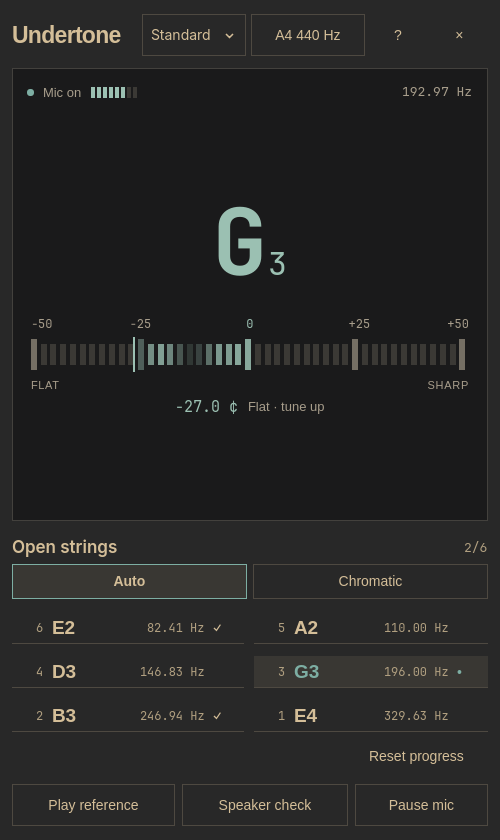 Undertone Standard A4 440 Hz ? ×
Mic on 192.97 Hz
G3
-50 -25 0 +25 +50
FLAT SHARP
-27.0 ¢ Flat · tune up
Open strings 2/6
Auto Chromatic
6 E2 82.41 Hz ✓ 5 A2 110.00 Hz
4 D3 146.83 Hz 3 G3 196.00 Hz •
2 B3 246.94 Hz ✓ 1 E4 329.63 Hz
Reset progress
Play reference Speaker check Pause mic